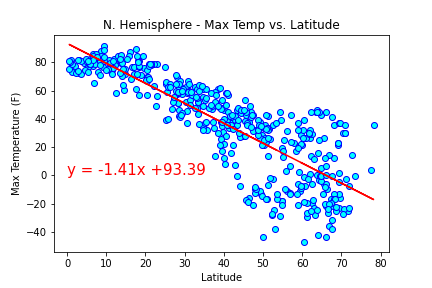 N. Hemisphere - Max Temp vs. Latitude
Max Temperature (F)
80
60
40
20
0
−20
−40
y = -1.41x +93.39
0 10 20 30 40 50 60 70 80
Latitude